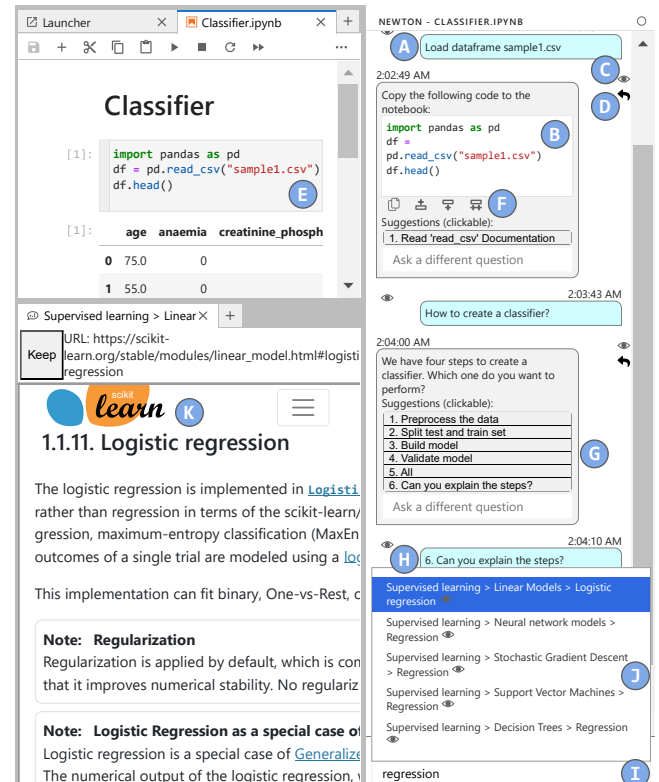 Launcher
Classifier.ipynb
Classifier
[1]:
import pandas as pd
df = pd.read_csv("sample1.csv")
df.head()
E
[1]:
age anaemia creatinine_phosph
0 75.0 0
1 55.0 0
Supervised learning > Linear
Keep
URL: https://scikit-
learn.org/stable/modules/linear_model.html#logisti
regression
scikit
learn
K
1.1.11. Logistic regression
The logistic regression is implemented in Logisti
rather than regression in terms of the scikit-learn/
gression, maximum-entropy classification (MaxEn
outcomes of a single trial are modeled using a log
This implementation can fit binary, One-vs-Rest, c
Note: Regularization
Regularization is applied by default, which is com
that it improves numerical stability. No regulariz
Note: Logistic Regression as a special case of
Logistic regression is a special case of Generalize
The numerical output of the logistic regression, w
NEWTON - CLASSIFIER.IPYNB
A
Load dataframe sample1.csv
C
2:02:49 AM
D
Copy the following code to the
notebook:
import pandas as pd
df =
pd.read_csv("sample1.csv")
df.head()
B
F
Suggestions (clickable):
1. Read 'read_csv' Documentation
Ask a different question
2:03:43 AM
How to create a classifier?
2:04:00 AM
We have four steps to create a
classifier. Which one do you want to
perform?
Suggestions (clickable):
1. Preprocess the data
2. Split test and train set
3. Build model
4. Validate model
5. All
6. Can you explain the steps?
G
Ask a different question
2:04:10 AM
H
6. Can you explain the steps?
Supervised learning > Linear Models > Logistic
regression
Supervised learning > Neural network models >
Regression
Supervised learning > Stochastic Gradient Descent
> Regression
J
Supervised learning > Support Vector Machines >
Regression
Supervised learning > Decision Trees > Regression
regression
I